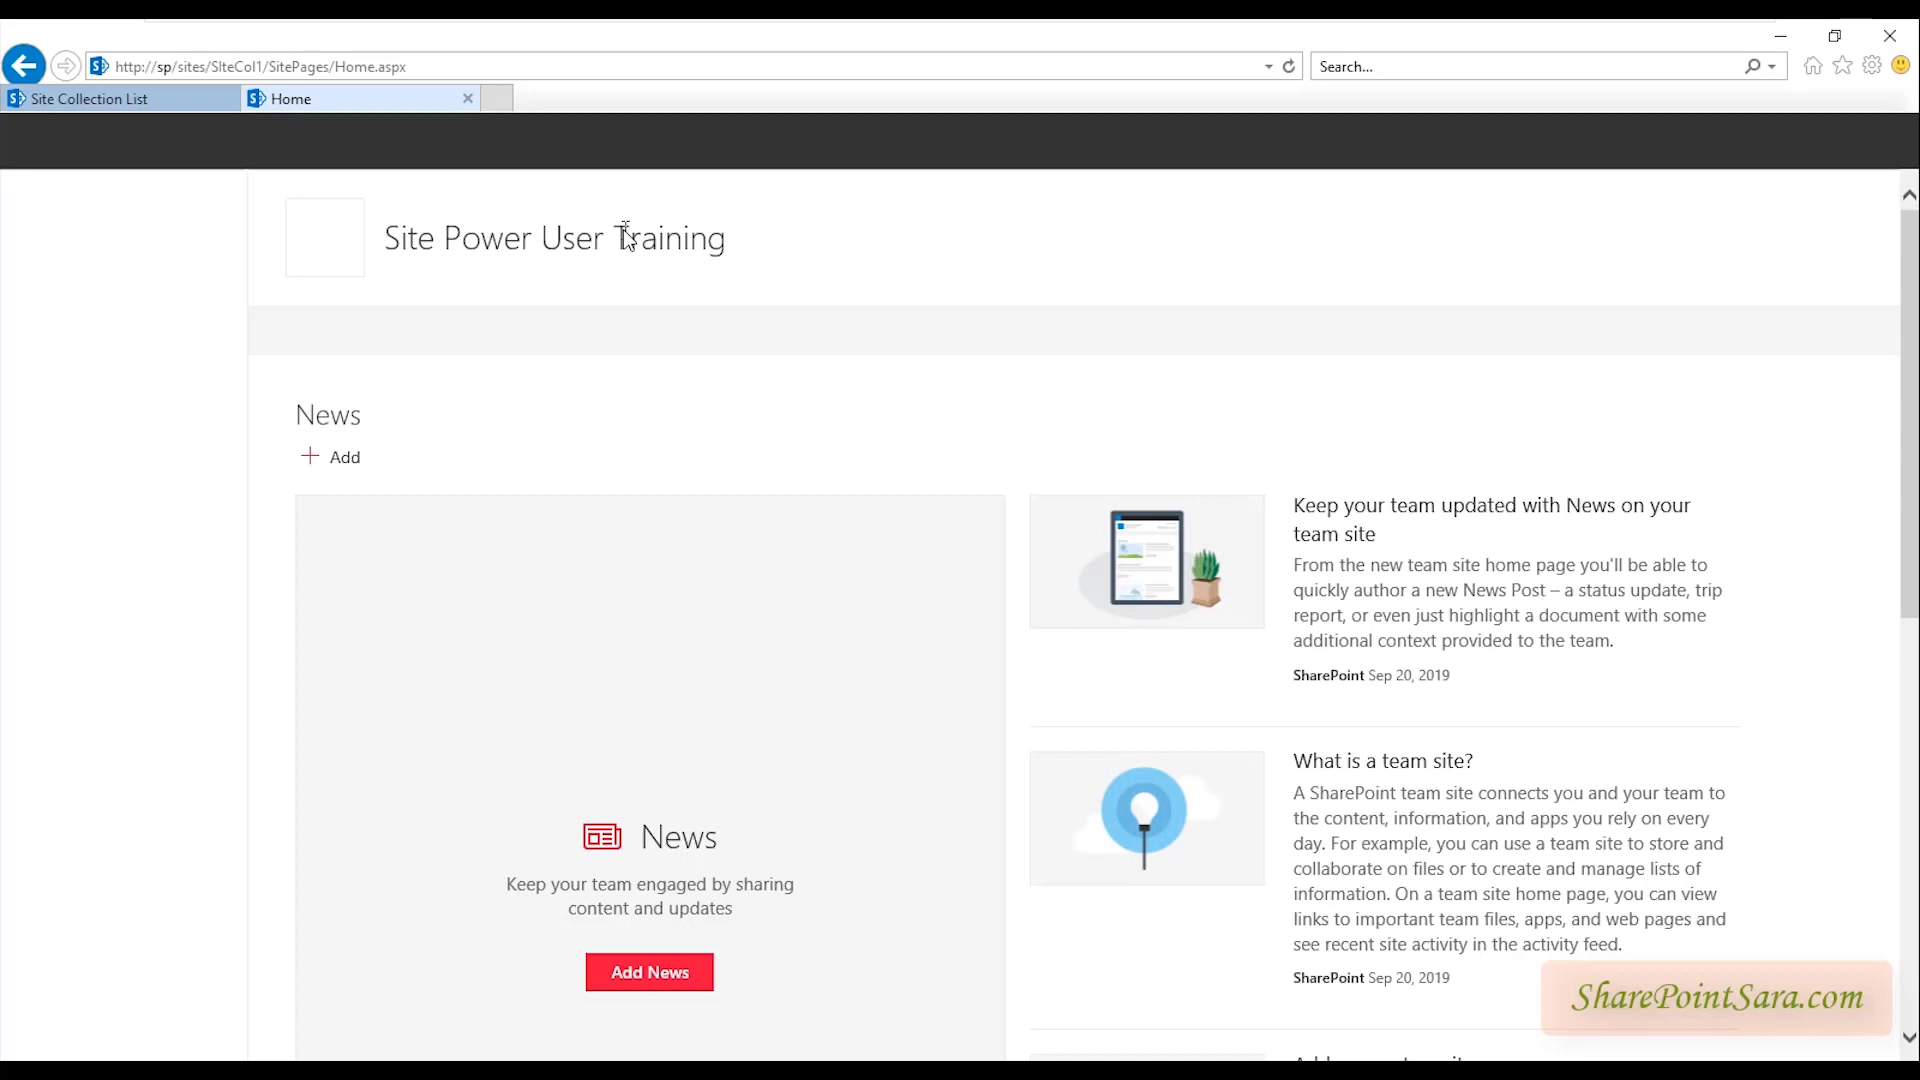 http://sp/sites/SIteCol1/SitePages/Home.aspx
Search...
Site Collection List
Home
Site Power User Training
News
Add
Keep your team updated with News on your
team site
From the new team site home page you'll be able to
quickly author a new News Post – a status update, trip
report, or even just highlight a document with some
additional context provided to the team.
SharePoint Sep 20, 2019
What is a team site?
A SharePoint team site connects you and your team to
the content, information, and apps you rely on every
day. For example, you can use a team site to store and
collaborate on files or to create and manage lists of
information. On a team site home page, you can view
links to important team files, apps, and web pages and
see recent site activity in the activity feed.
SharePoint Sep 20, 2019
News
Keep your team engaged by sharing
content and updates
Add News
SharePointSara.com